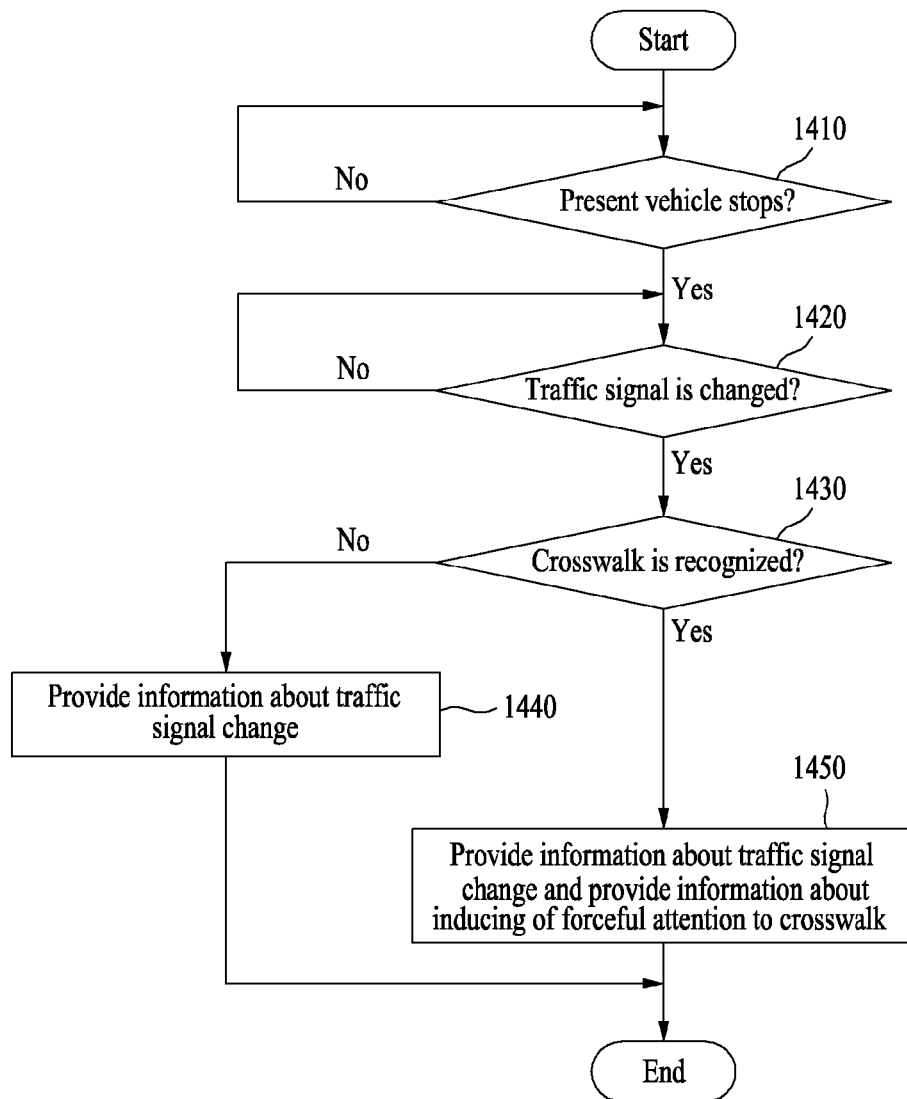 Start
1410
No
Present vehicle stops?
Yes
1420
No
Traffic signal is changed?
Yes
1430
No
Crosswalk is recognized?
Yes
Provide information about traffic
signal change
1440
1450
Provide information about traffic signal
change and provide information about
inducing of forceful attention to crosswalk
End